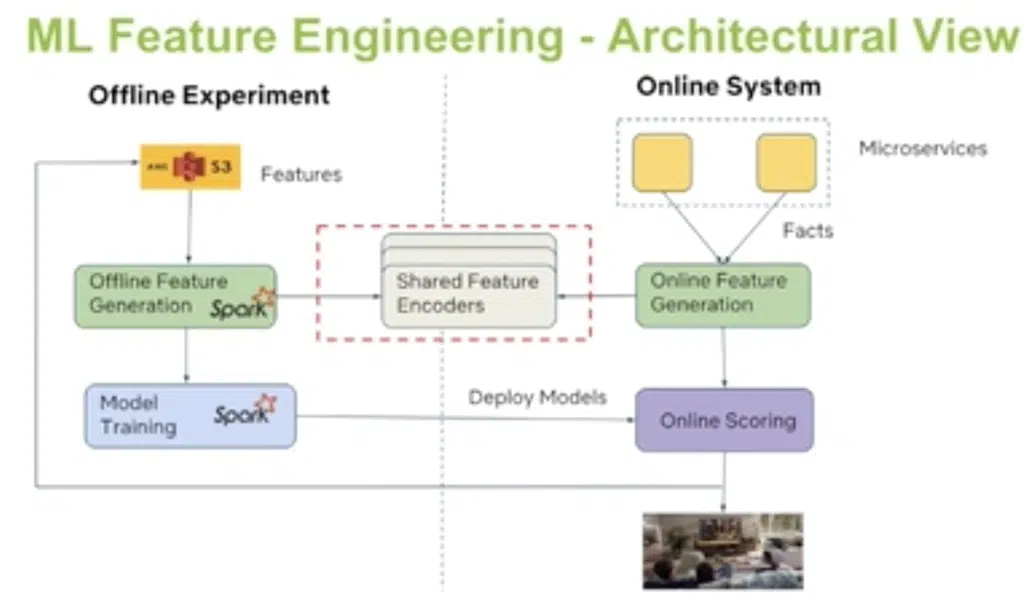 ML Feature Engineering - Architectural View
Offline Experiment
Online System
AWS S3
Features
Microservices
Facts
Offline Feature
Generation
Spark
Shared Feature
Encoders
Online Feature
Generation
Model
Training
Spark
Deploy Models
Online Scoring